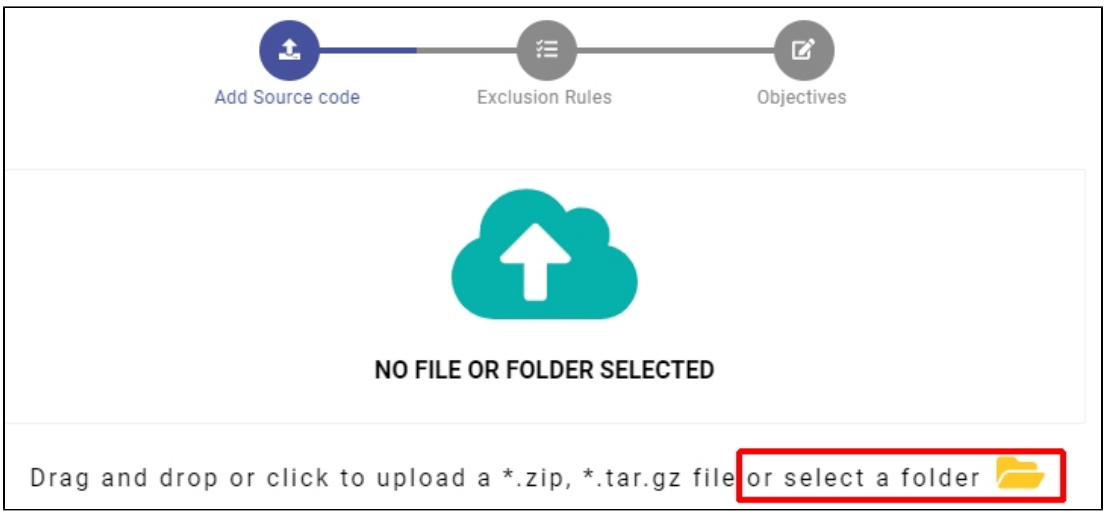 Add Source code Exclusion Rules Objectives
NO FILE OR FOLDER SELECTED
Drag and drop or click to upload a *.zip, *.tar.gz file or select a folder